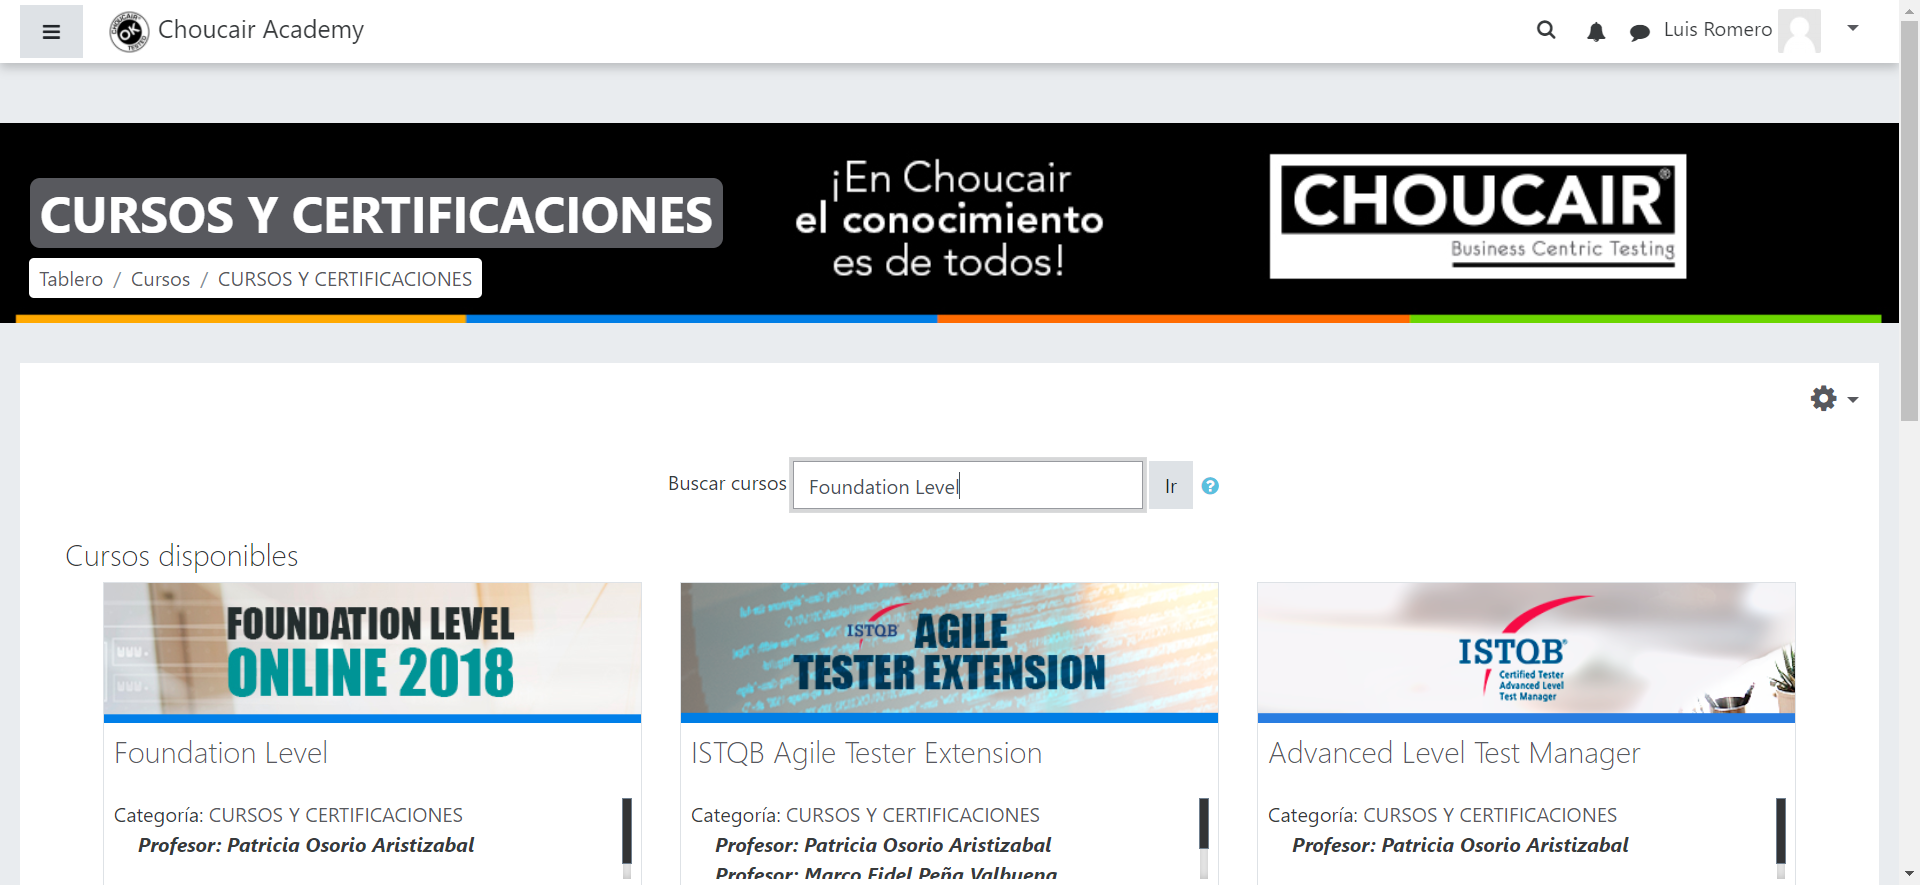 CHOUCAIR
OK
TESTED
Choucair Academy
Luis Romero
CURSOS Y CERTIFICACIONES
Tablero / Cursos / CURSOS Y CERTIFICACIONES
¡En Choucair
el conocimiento
es de todos!
CHOUCAIR®
Business Centric Testing
Buscar cursos
Foundation Level
Ir
?
Cursos disponibles
FOUNDATION LEVEL
ONLINE 2018
Foundation Level
Categoría: CURSOS Y CERTIFICACIONES
Profesor: Patricia Osorio Aristizabal
ISTQB AGILE
TESTER EXTENSION
ISTQB Agile Tester Extension
Categoría: CURSOS Y CERTIFICACIONES
Profesor: Patricia Osorio Aristizabal
Profesor: Marco Fidel Peña Valbuena
ISTQB®
Certified Tester
Advanced Level
Test Manager
Advanced Level Test Manager
Categoría: CURSOS Y CERTIFICACIONES
Profesor: Patricia Osorio Aristizabal